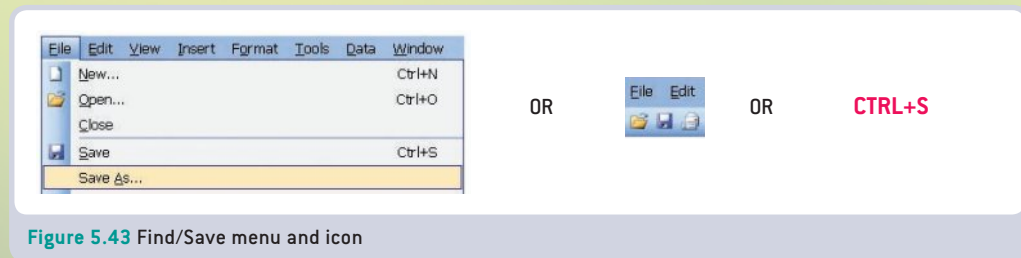 File Edit View Insert Format Tools Data Window
New... Ctrl+N
Open... Ctrl+O
Close
Save Ctrl+S
Save As...
OR
File Edit
OR
CTRL+S
Figure 5.43 Find/Save menu and icon